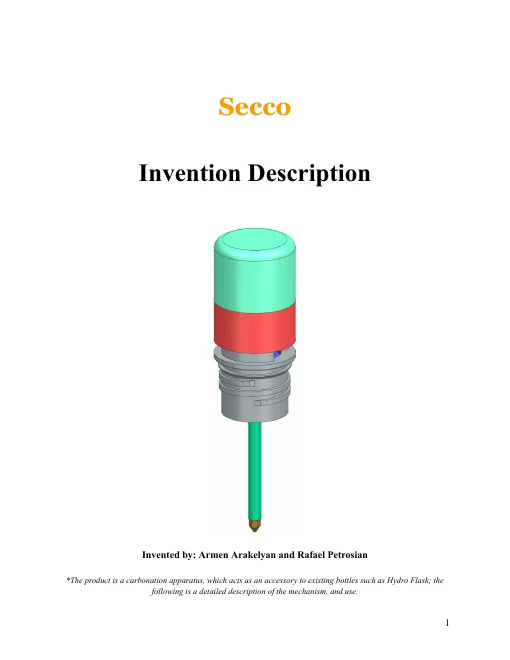 Secco
Invention Description
Invented by: Armen Arakelyan and Rafael Petrosian
*The product is a carbonation apparatus, which acts as an accessory to existing bottles such as Hydro Flask; the
following is a detailed description of the mechanism, and use.
1